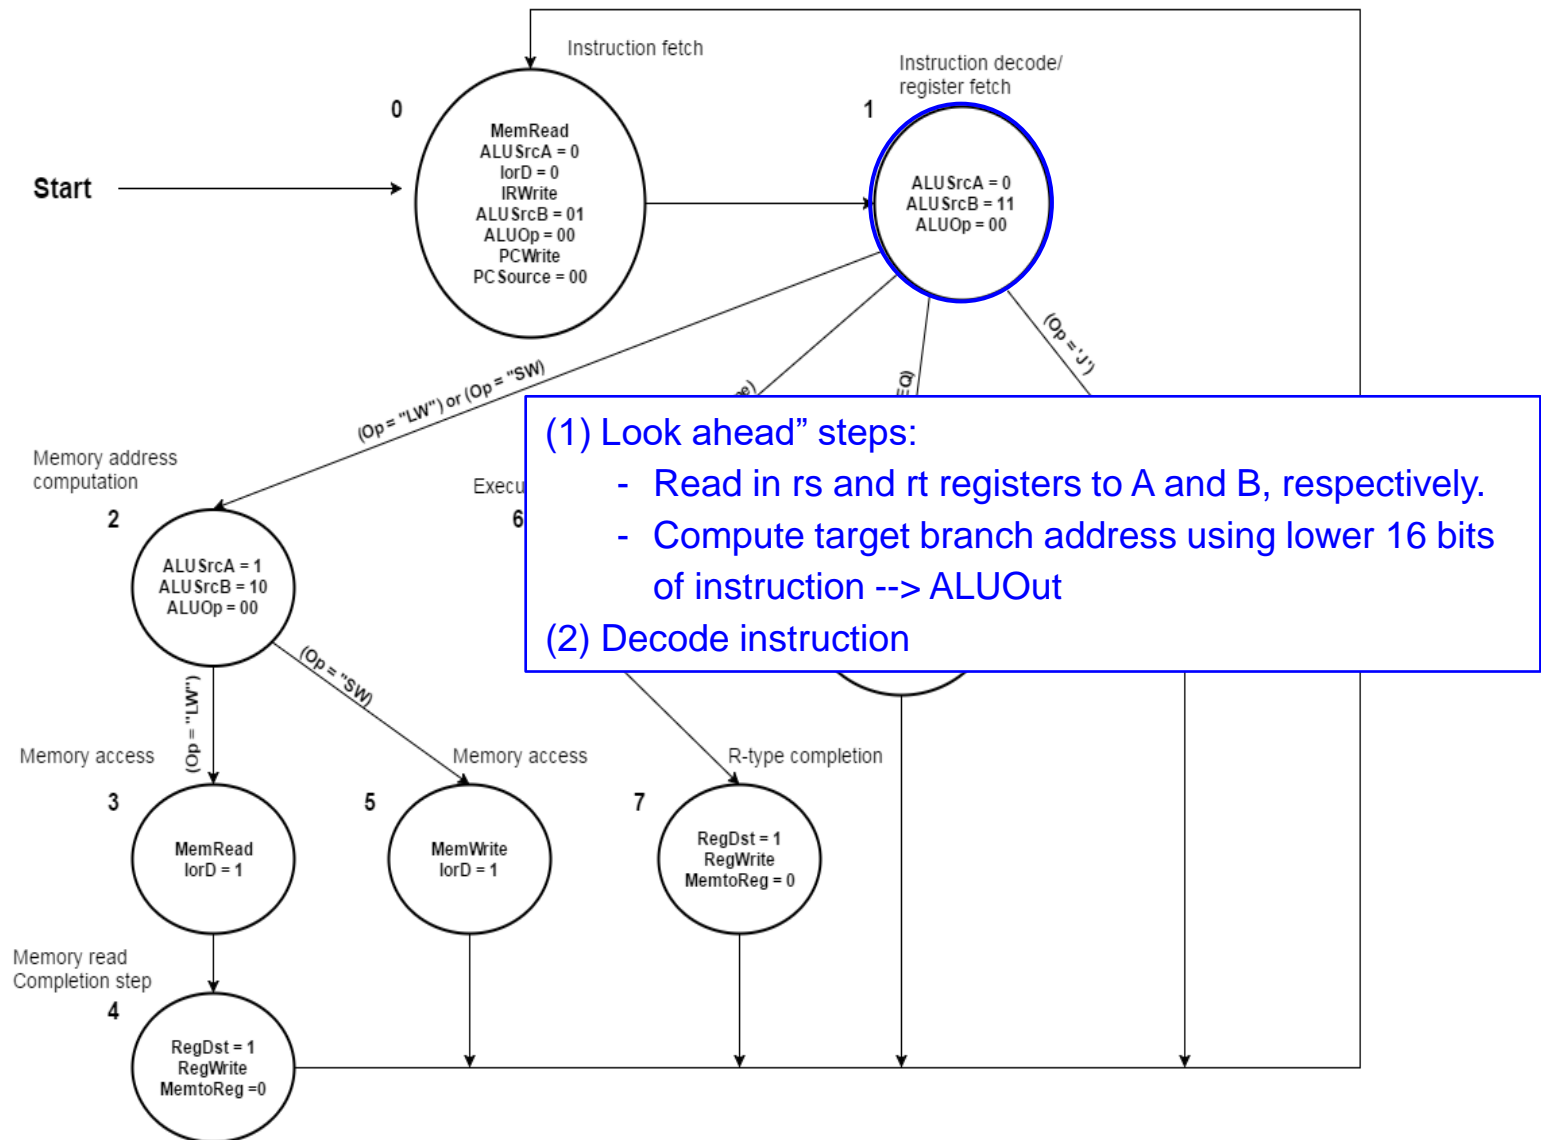 Instruction fetch
Instruction decode/
register fetch
0
1
MemRead
ALUSrcA = 0
IorD = 0
IRWrite
ALUSrcB = 01
ALUOp = 00
PCWrite
PCSource = 00
ALUSrcA = 0
ALUSrcB = 11
ALUOp = 00
Start
(Op = 'J')
(Op = "LW") or (Op = "SW)
EQ)
(1) Look ahead” steps:
- Read in rs and rt registers to A and B, respectively.
- Compute target branch address using lower 16 bits
of instruction --> ALUOut
(2) Decode instruction
Memory address
computation
2
Execu
6
ALUSrcA = 1
ALUSrcB = 10
ALUOp = 00
(Op = "LW")
(Op = "SW)
Memory access
3
Memory access
5
R-type completion
7
MemRead
IorD = 1
MemWrite
IorD = 1
RegDst = 1
RegWrite
MemtoReg = 0
Memory read
Completion step
4
RegDst = 1
RegWrite
MemtoReg =0